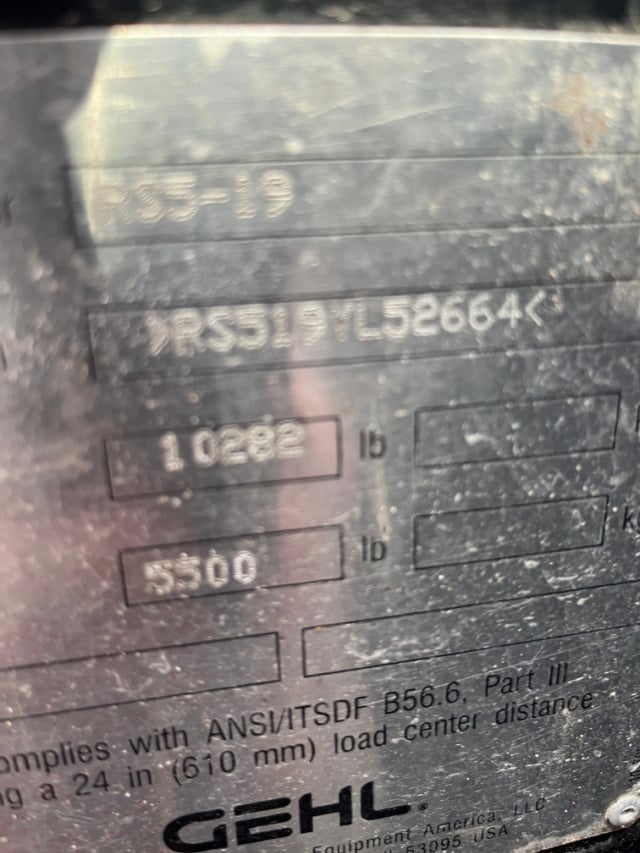 RS5-19
>RS519YL52664<
10282 lb
5500 lb
omplies with ANSI/ITSDF B56.6, Part III
ng a 24 in (610 mm) load center distance
GEHL
Equipment America, LLC
53095 USA